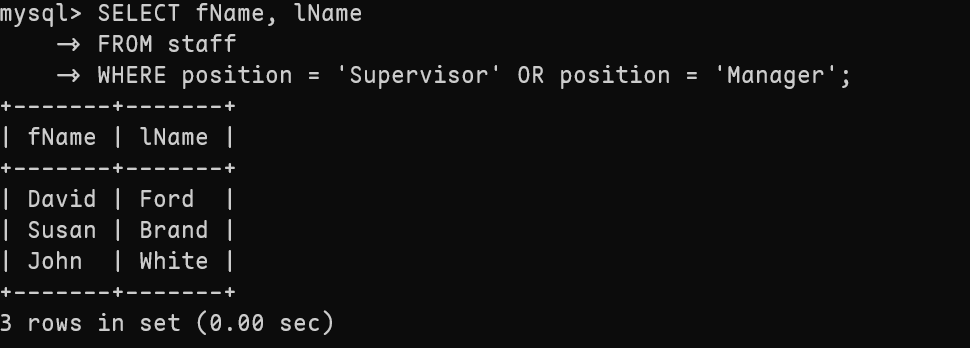 mysql> SELECT fName, lName
    -> FROM staff
    -> WHERE position = 'Supervisor' OR position = 'Manager';
+-------+-------+
| fName | lName |
+-------+-------+
| David | Ford  |
| Susan | Brand |
| John  | White |
+-------+-------+
3 rows in set (0.00 sec)